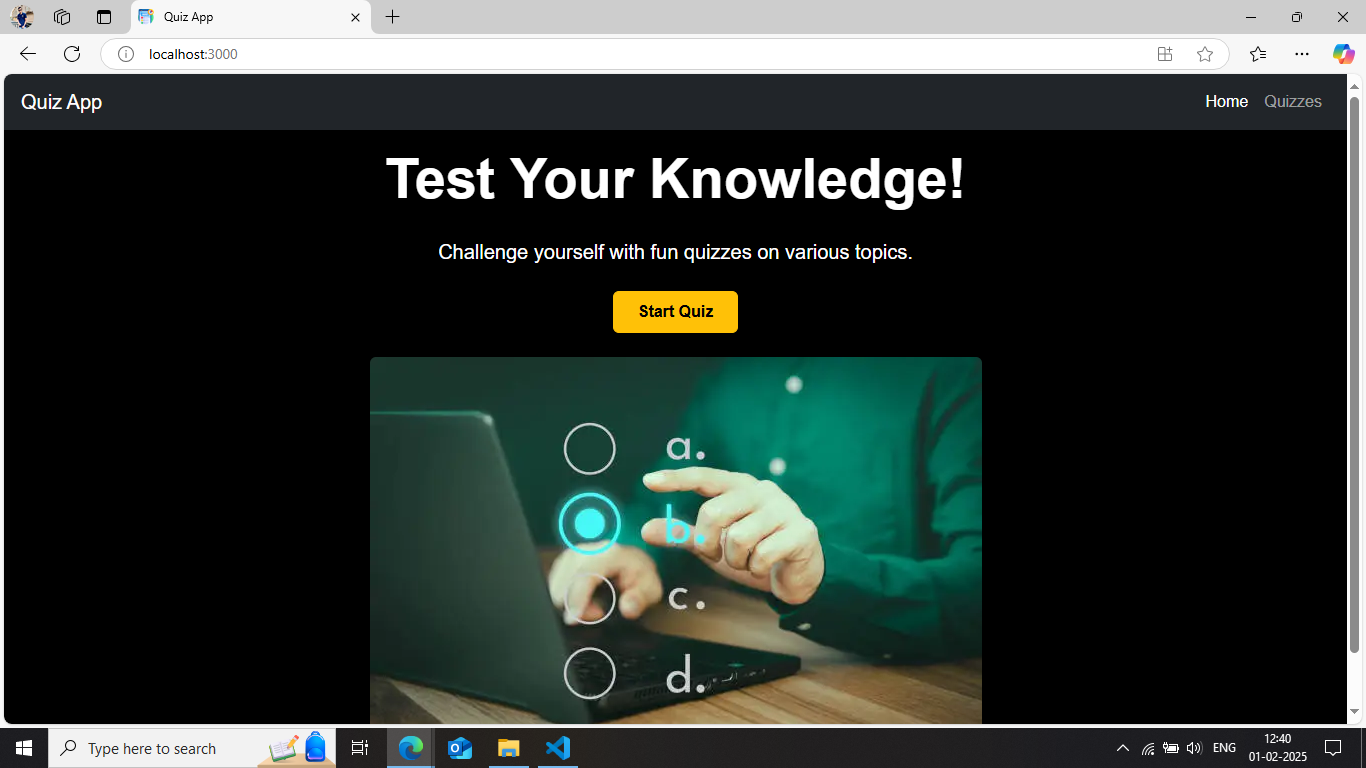 Quiz App
localhost:3000
Quiz App
Home Quizzes
Test Your Knowledge!
Challenge yourself with fun quizzes on various topics.
Start Quiz
a.
b.
c.
d.
Type here to search
ENG
12:40
01-02-2025